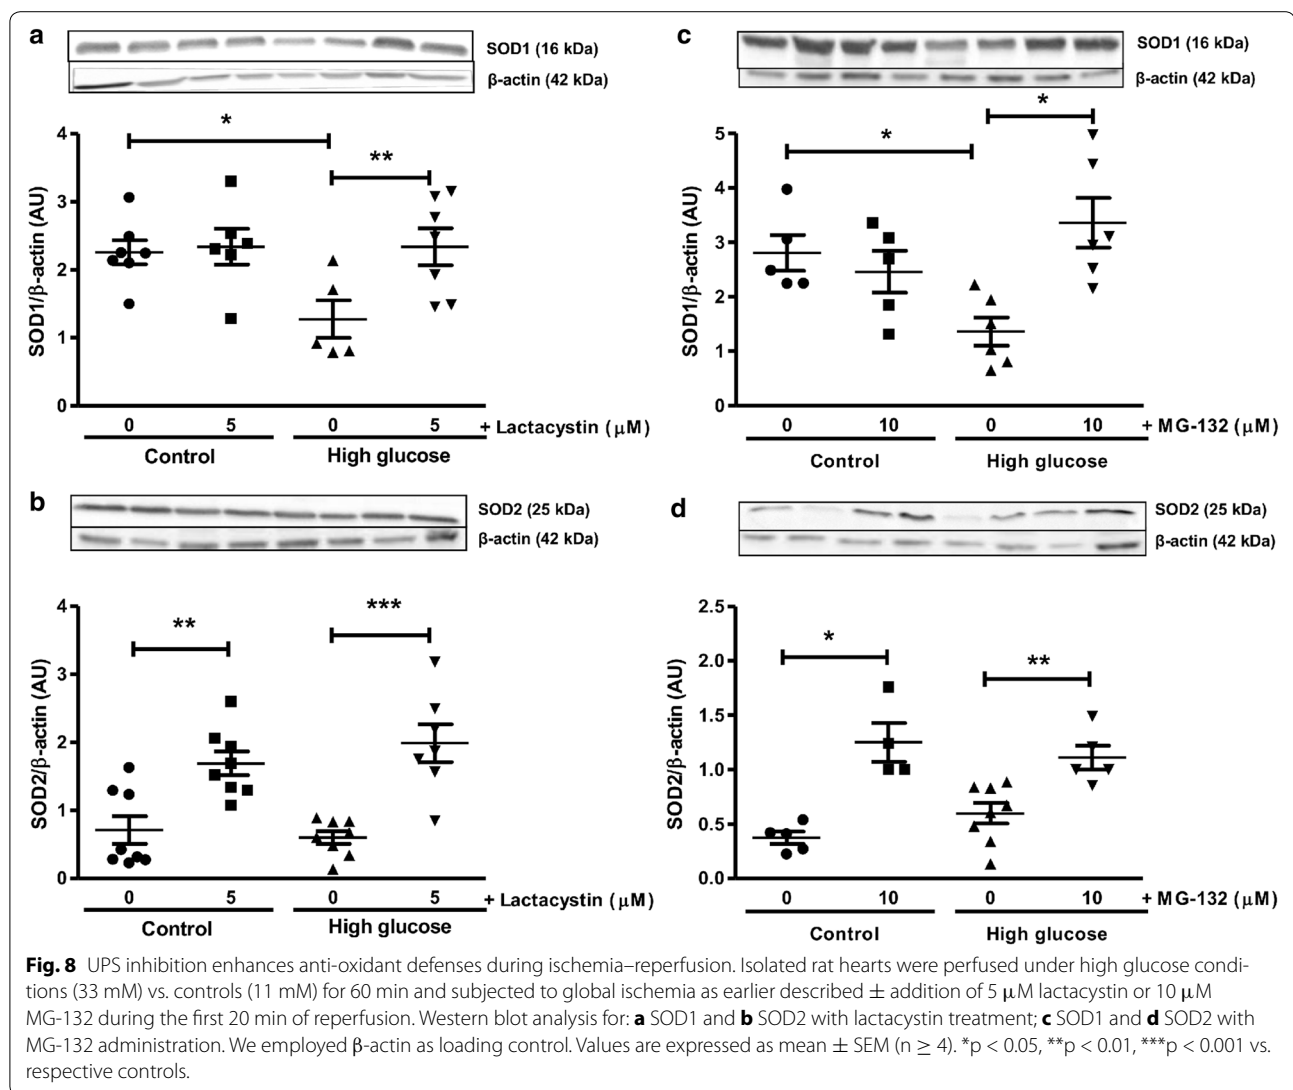 a
SOD1 (16 kDa)
β-actin (42 kDa)
*
**
4
3
2
1
0
SOD1/β-actin (AU)
0 5 0 5 + Lactacystin (μM)
Control High glucose
c
SOD1 (16 kDa)
β-actin (42 kDa)
*
*
5
4
3
2
1
0
SOD1/β-actin (AU)
0 10 0 10 + MG-132 (μM)
Control High glucose
b
SOD2 (25 kDa)
β-actin (42 kDa)
**
***
4
3
2
1
0
SOD2/β-actin (AU)
0 5 0 5 + Lactacystin (μM)
Control High glucose
d
SOD2 (25 kDa)
β-actin (42 kDa)
*
**
2.5
2.0
1.5
1.0
0.5
0.0
SOD2/β-actin (AU)
0 10 0 10 + MG-132 (μM)
Control High glucose
Fig. 8 UPS inhibition enhances anti-oxidant defenses during ischemia–reperfusion. Isolated rat hearts were perfused under high glucose condi-
tions (33 mM) vs. controls (11 mM) for 60 min and subjected to global ischemia as earlier described ± addition of 5 μM lactacystin or 10 μM
MG-132 during the first 20 min of reperfusion. Western blot analysis for: a SOD1 and b SOD2 with lactacystin treatment; c SOD1 and d SOD2 with
MG-132 administration. We employed β-actin as loading control. Values are expressed as mean ± SEM (n ≥ 4). *p < 0.05, **p < 0.01, ***p < 0.001 vs.
respective controls.